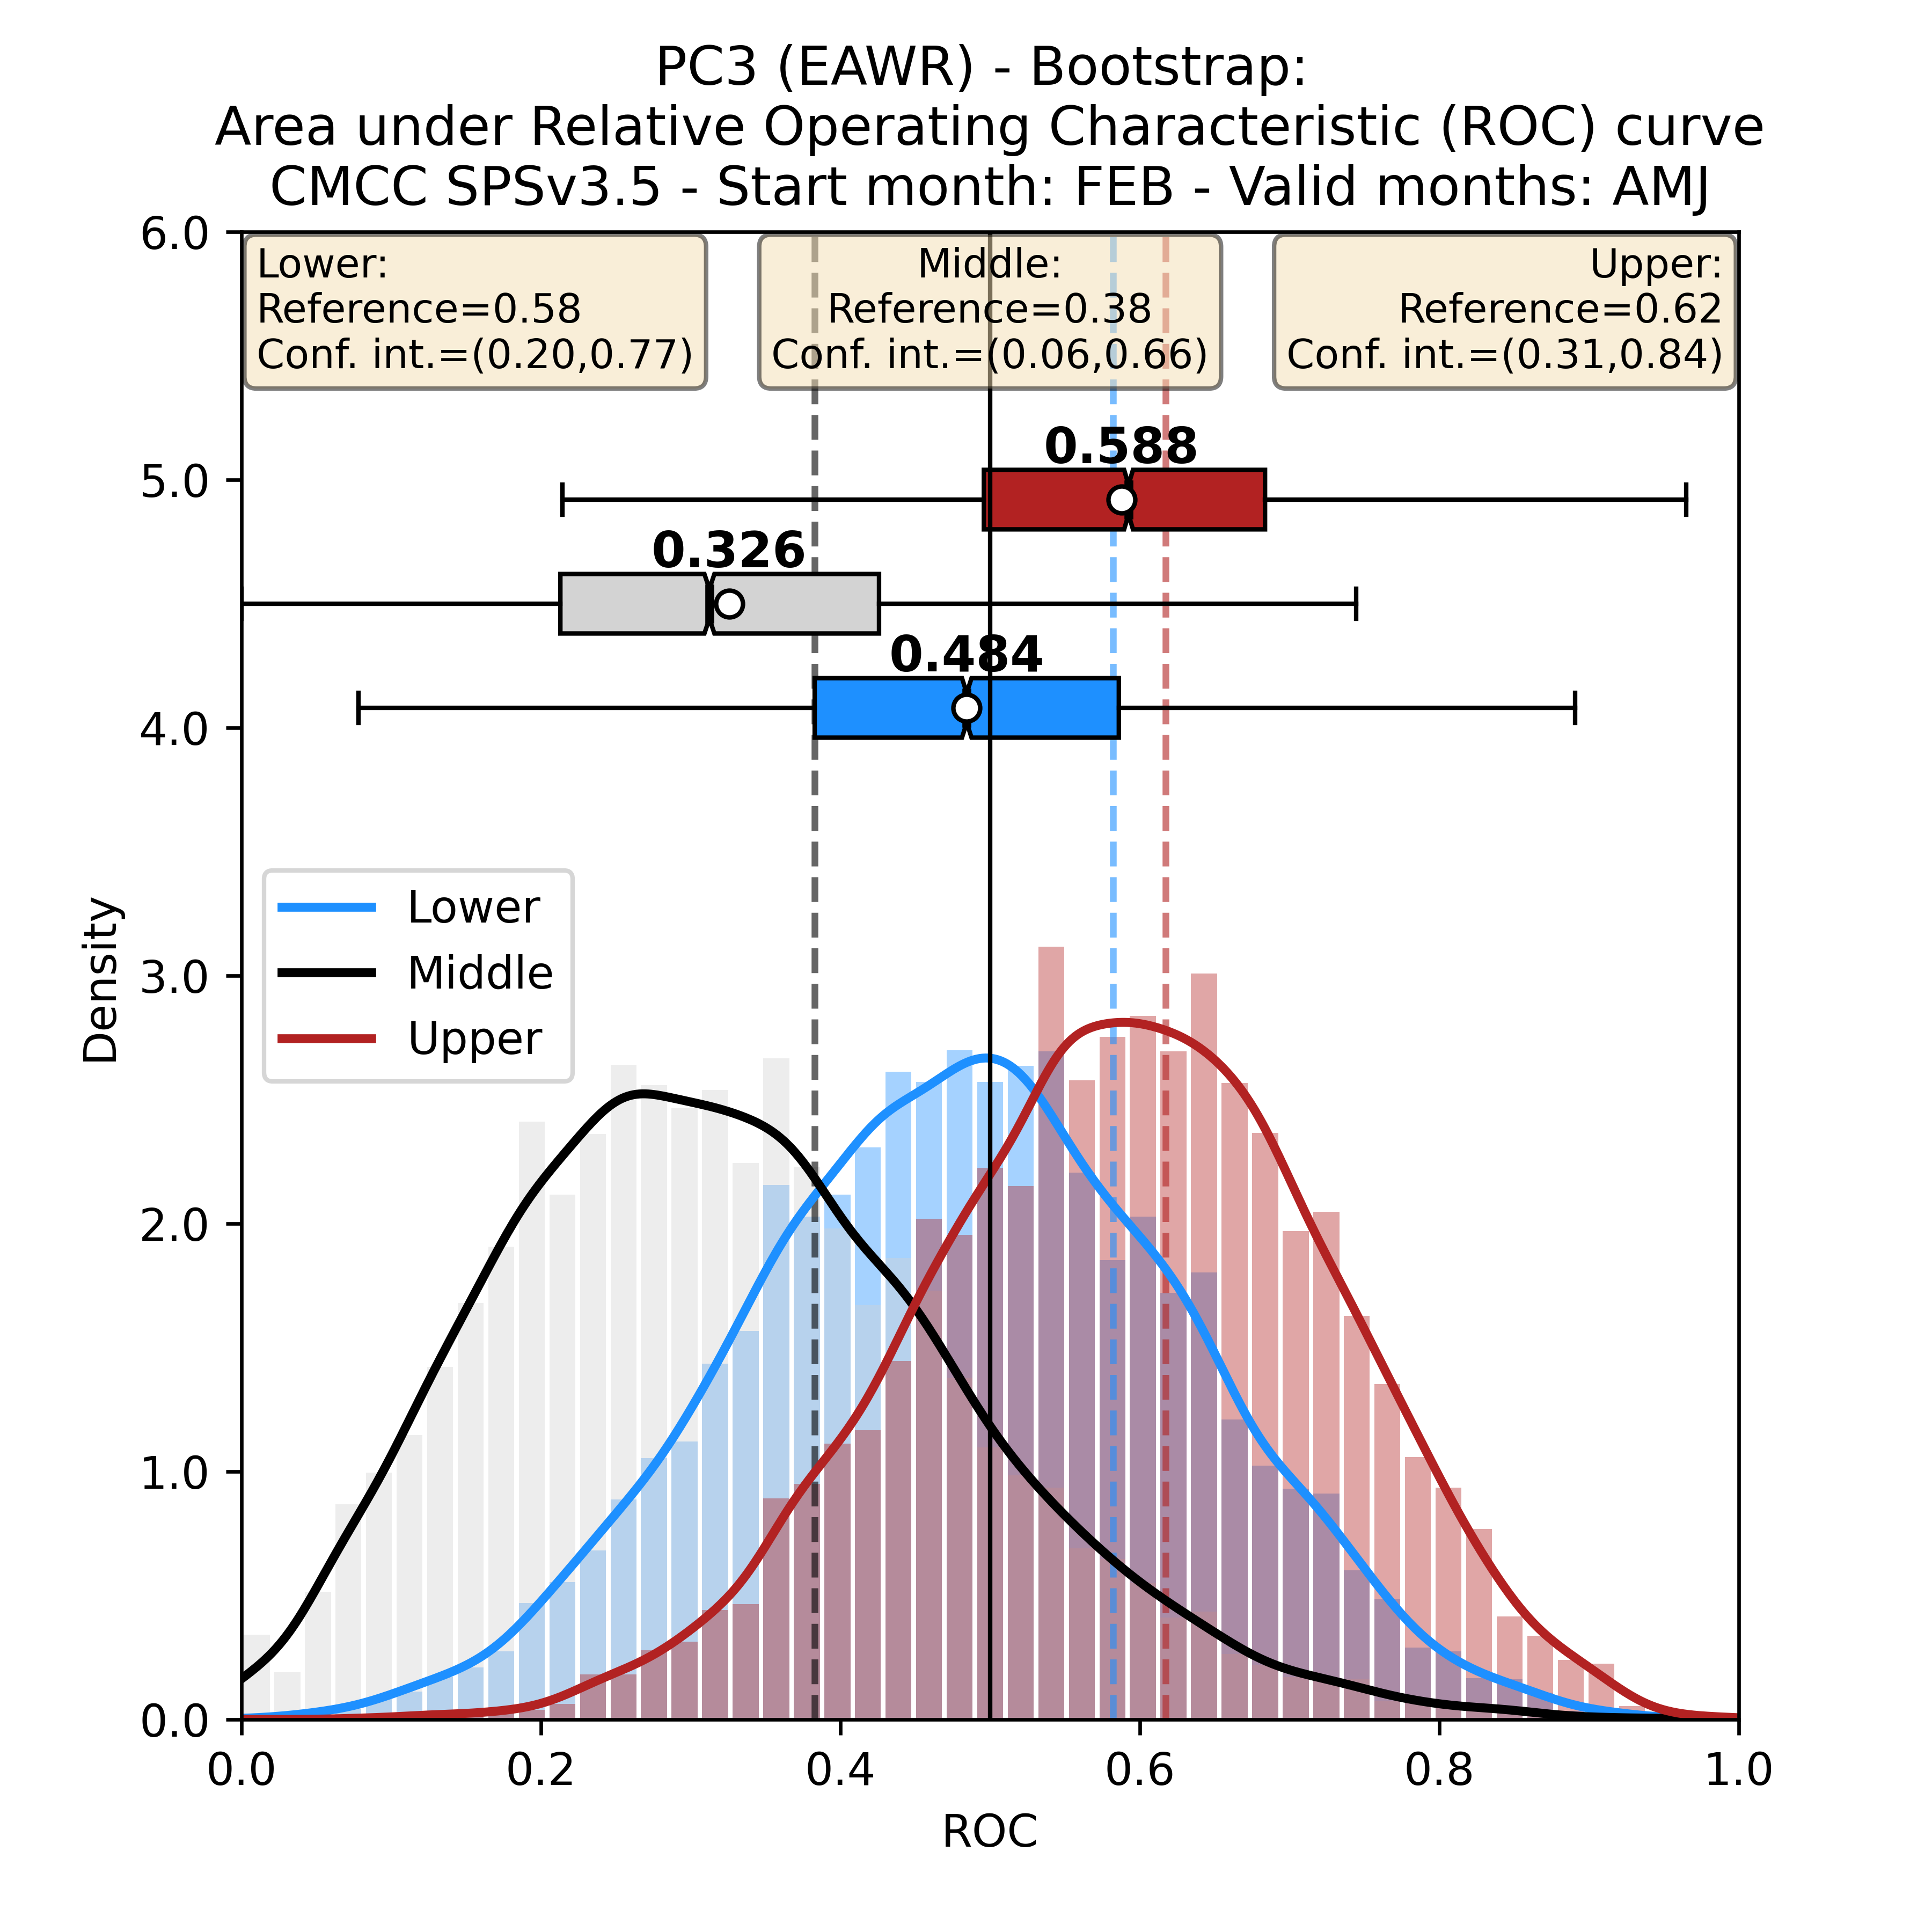 PC3 (EAWR) - Bootstrap:
Area under Relative Operating Characteristic (ROC) curve
CMCC SPSv3.5 - Start month: FEB - Valid months: AMJ
Lower:
Reference=0.58
Conf. int.=(0.20,0.77)
Middle:
Reference=0.38
Conf. int.=(0.06,0.66)
Upper:
Reference=0.62
Conf. int.=(0.31,0.84)
0.588
0.326
0.484
Lower
Middle
Upper
Density
6.0
5.0
4.0
3.0
2.0
1.0
0.0
0.0 0.2 0.4 0.6 0.8 1.0
ROC